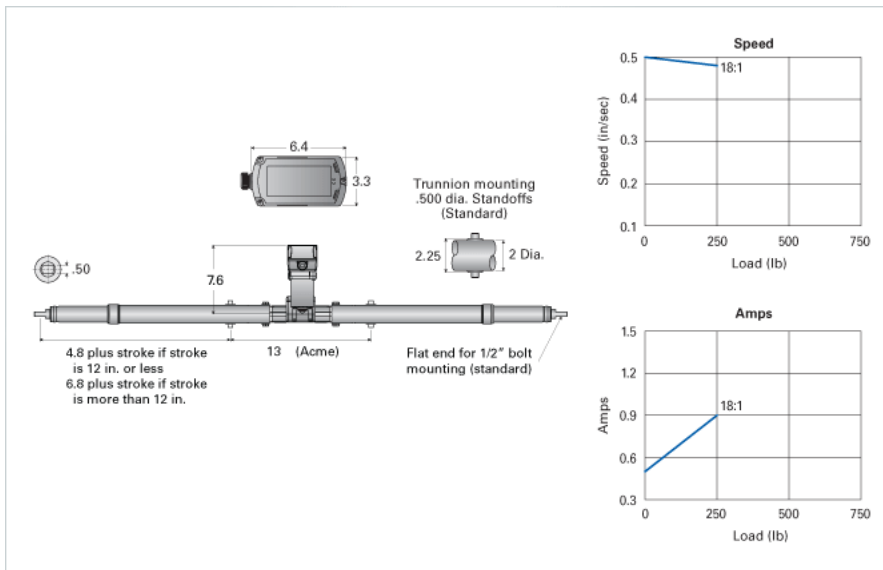 6.4
3.3
Trunnion mounting
.500 dia. Standoffs
(Standard)
2.25
2 Dia.
.50
7.6
4.8 plus stroke if stroke
is 12 in. or less
6.8 plus stroke if stroke
is more than 12 in.
13 (Acme)
Flat end for 1/2" bolt
mounting (standard)
Speed
Speed (in/sec)
0.5
0.4
0.3
0.2
0.1
18:1
0
250
500
750
Load (lb)
Amps
Amps
1.5
1.2
0.9
0.6
0.3
18:1
0
250
500
750
Load (lb)